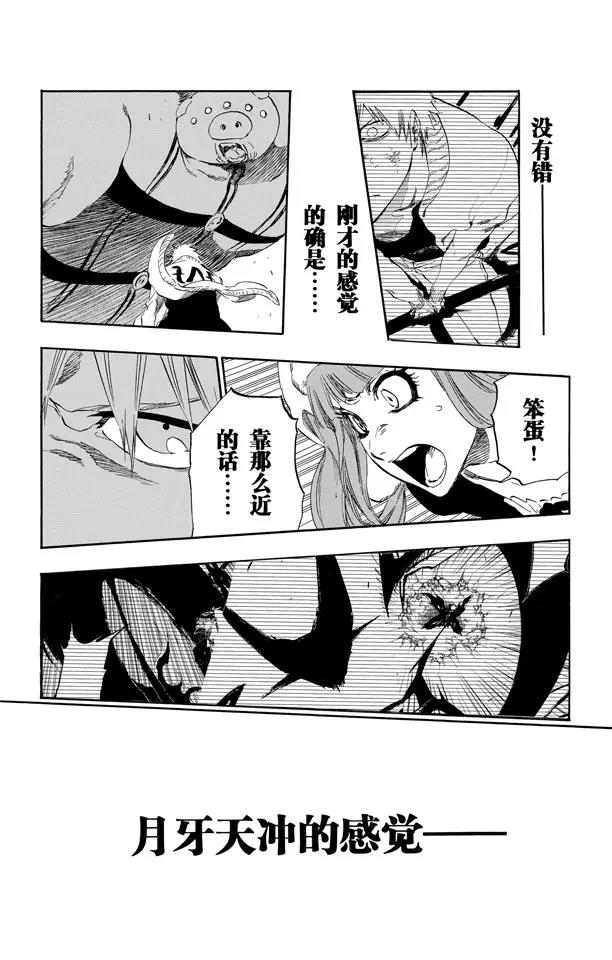 没有错——
刚才的感觉
的确是……
笨蛋！
靠那么近
的话……
月牙天冲的感觉——